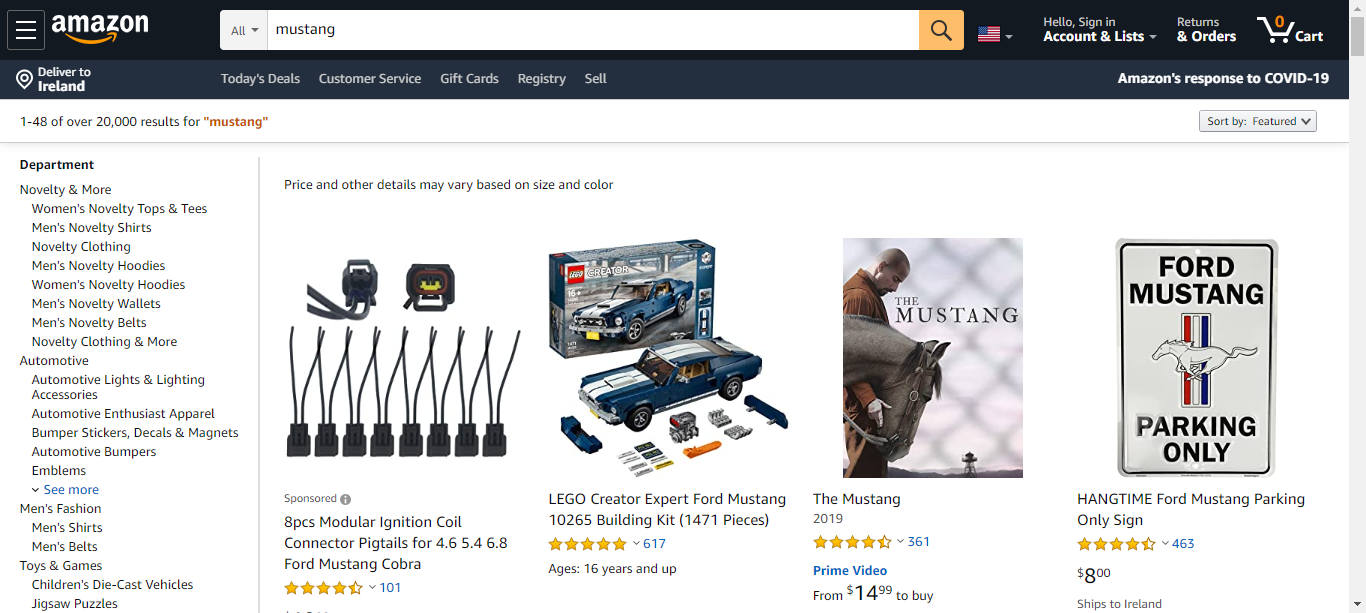 amazon
All
mustang
Hello, Sign in
Account & Lists
Returns
& Orders
0
Cart
Deliver to
Ireland
Today's Deals
Customer Service
Gift Cards
Registry
Sell
Amazon's response to COVID-19
1-48 of over 20,000 results for "mustang"
Sort by: Featured
Department
Novelty & More
Women's Novelty Tops & Tees
Men's Novelty Shirts
Novelty Clothing
Men's Novelty Hoodies
Women's Novelty Hoodies
Men's Novelty Wallets
Men's Novelty Belts
Novelty Clothing & More
Automotive
Automotive Lights & Lighting
Accessories
Automotive Enthusiast Apparel
Bumper Stickers, Decals & Magnets
Automotive Bumpers
Emblems
See more
Men's Fashion
Men's Shirts
Men's Belts
Toys & Games
Children's Die-Cast Vehicles
Jigsaw Puzzles
Price and other details may vary based on size and color
Sponsored
8pcs Modular Ignition Coil
Connector Pigtails for 4.6 5.4 6.8
Ford Mustang Cobra
101
LEGO
CREATOR
16+
LEGO Creator Expert Ford Mustang
10265 Building Kit (1471 Pieces)
617
Ages: 16 years and up
THE
MUSTANG
The Mustang
2019
361
Prime Video
From $14.99 to buy
FORD
MUSTANG
PARKING
ONLY
HANGTIME Ford Mustang Parking
Only Sign
463
$8.00
Ships to Ireland